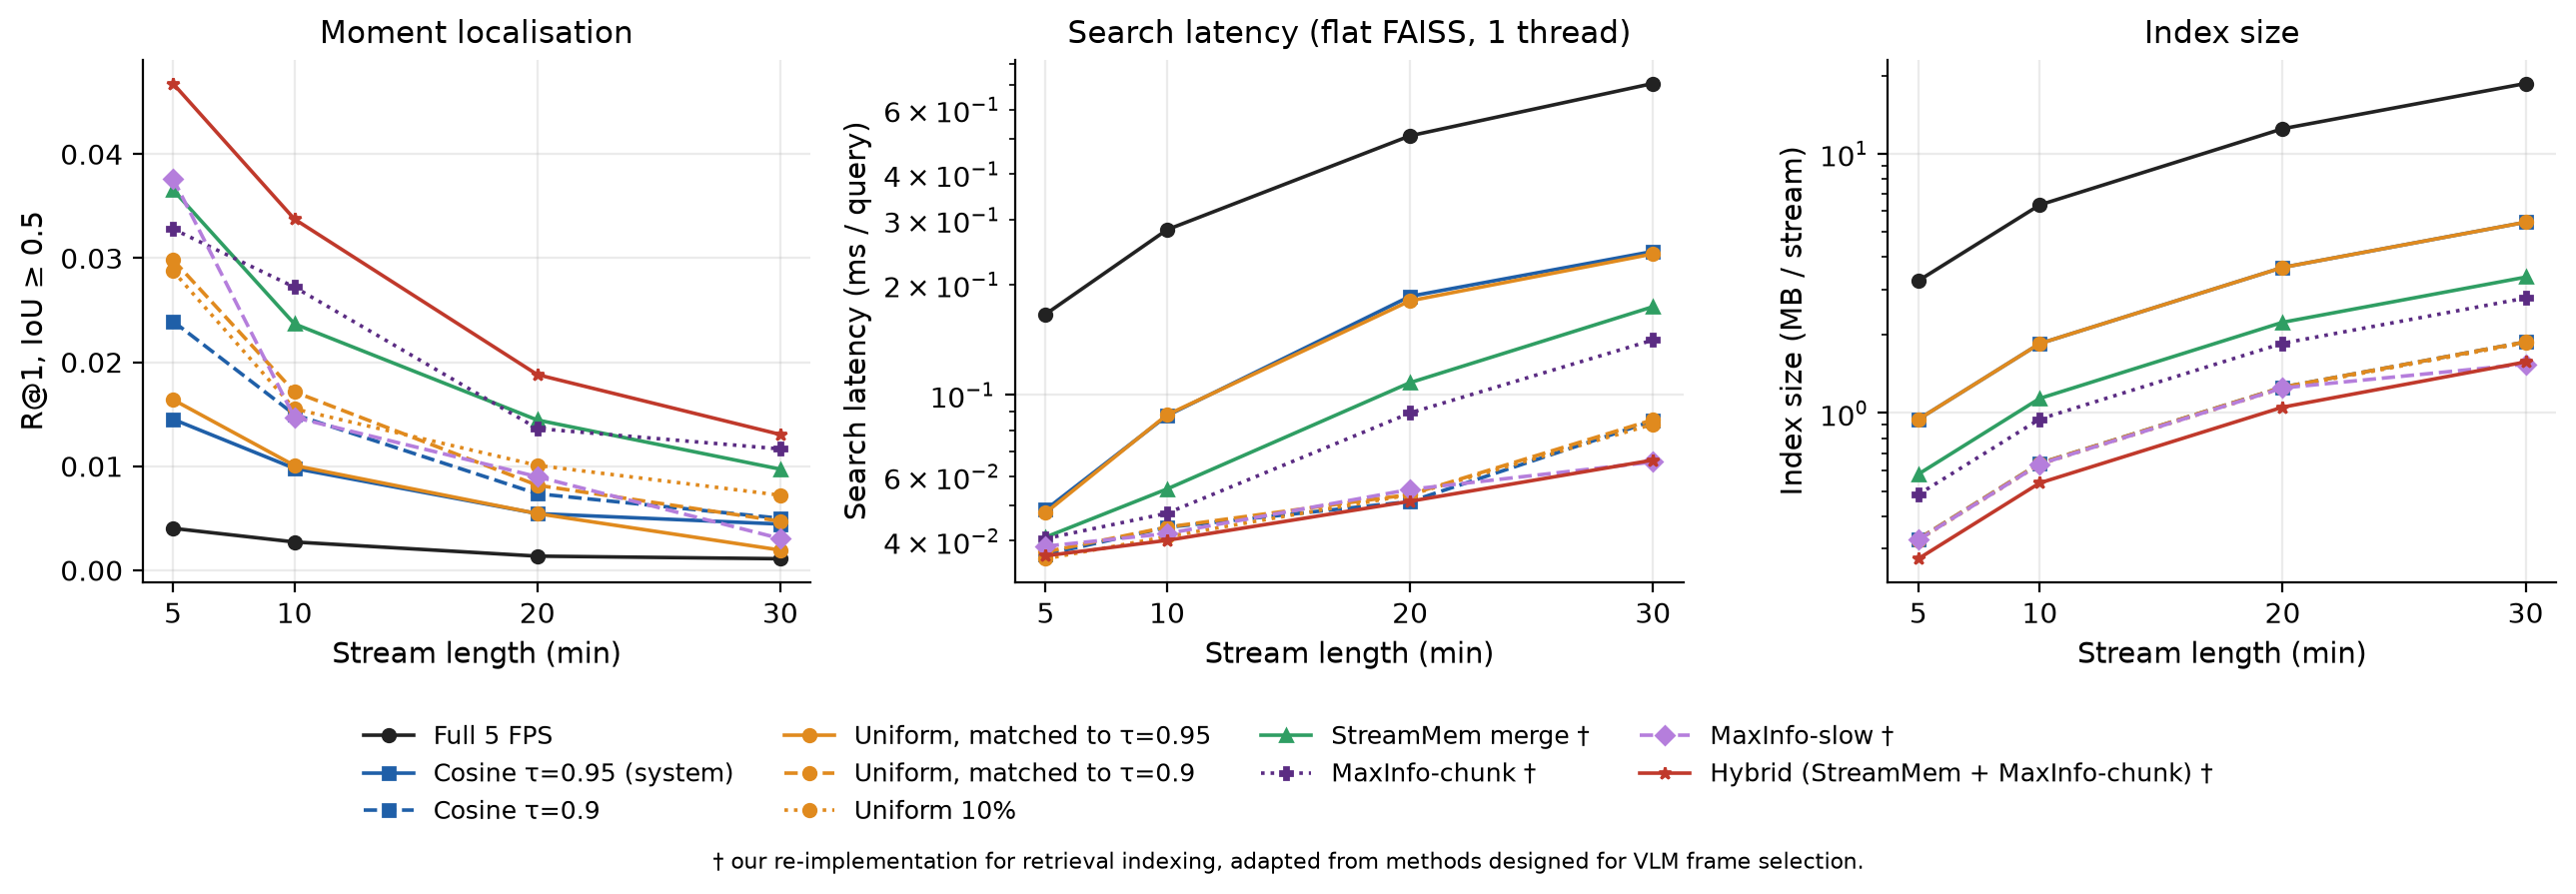 Moment localisation
R@1, IoU ≥ 0.5
0.04
0.03
0.02
0.01
0.00
5 10 20 30
Stream length (min)
Search latency (flat FAISS, 1 thread)
Search latency (ms / query)
6 × 10⁻¹
4 × 10⁻¹
3 × 10⁻¹
2 × 10⁻¹
10⁻¹
6 × 10⁻²
4 × 10⁻²
5 10 20 30
Stream length (min)
Index size
Index size (MB / stream)
10¹
10⁰
5 10 20 30
Stream length (min)
Full 5 FPS
Cosine τ=0.95 (system)
Cosine τ=0.9
Uniform, matched to τ=0.95
Uniform, matched to τ=0.9
Uniform 10%
StreamMem merge †
MaxInfo-chunk †
MaxInfo-slow †
Hybrid (StreamMem + MaxInfo-chunk) †
† our re-implementation for retrieval indexing, adapted from methods designed for VLM frame selection.